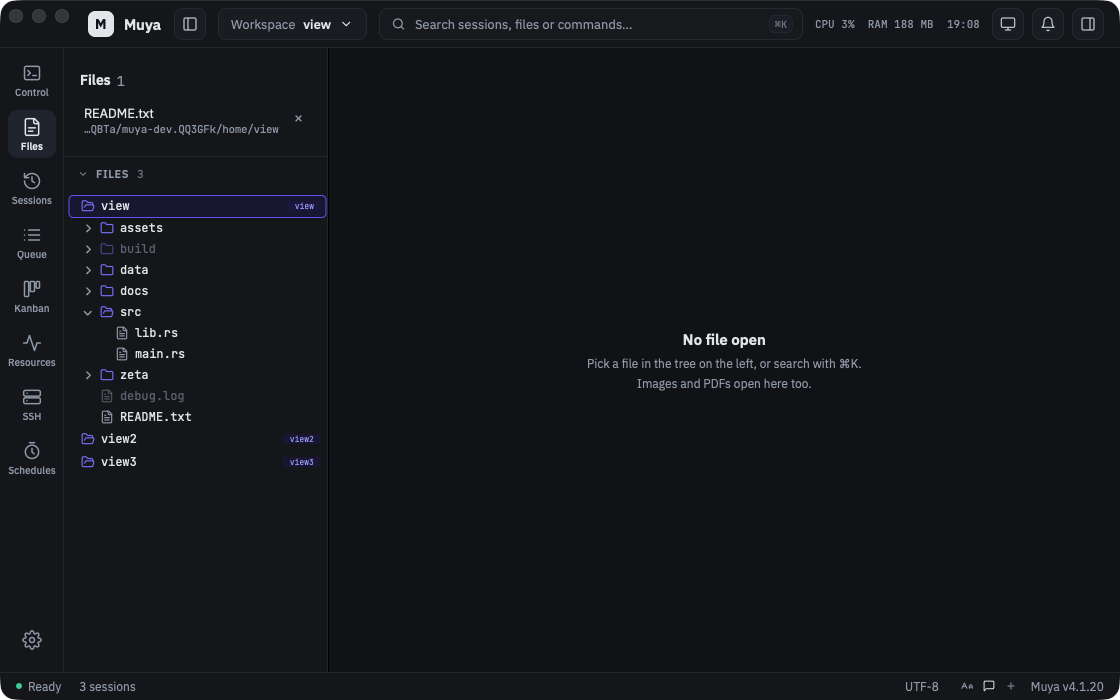 M Muya Workspace view Search sessions, files or commands... ⌘K CPU 3% RAM 188 MB 19:08
Control
Files
Sessions
Queue
Kanban
Resources
SSH
Schedules
Files 1
README.txt ×
…QBTa/muya-dev.QQ3GFk/home/view
FILES 3
view view
assets
build
data
docs
src
lib.rs
main.rs
zeta
debug.log
README.txt
view2 view2
view3 view3
No file open
Pick a file in the tree on the left, or search with ⌘K.
Images and PDFs open here too.
Ready 3 sessions UTF-8 Aa + Muya v4.1.20